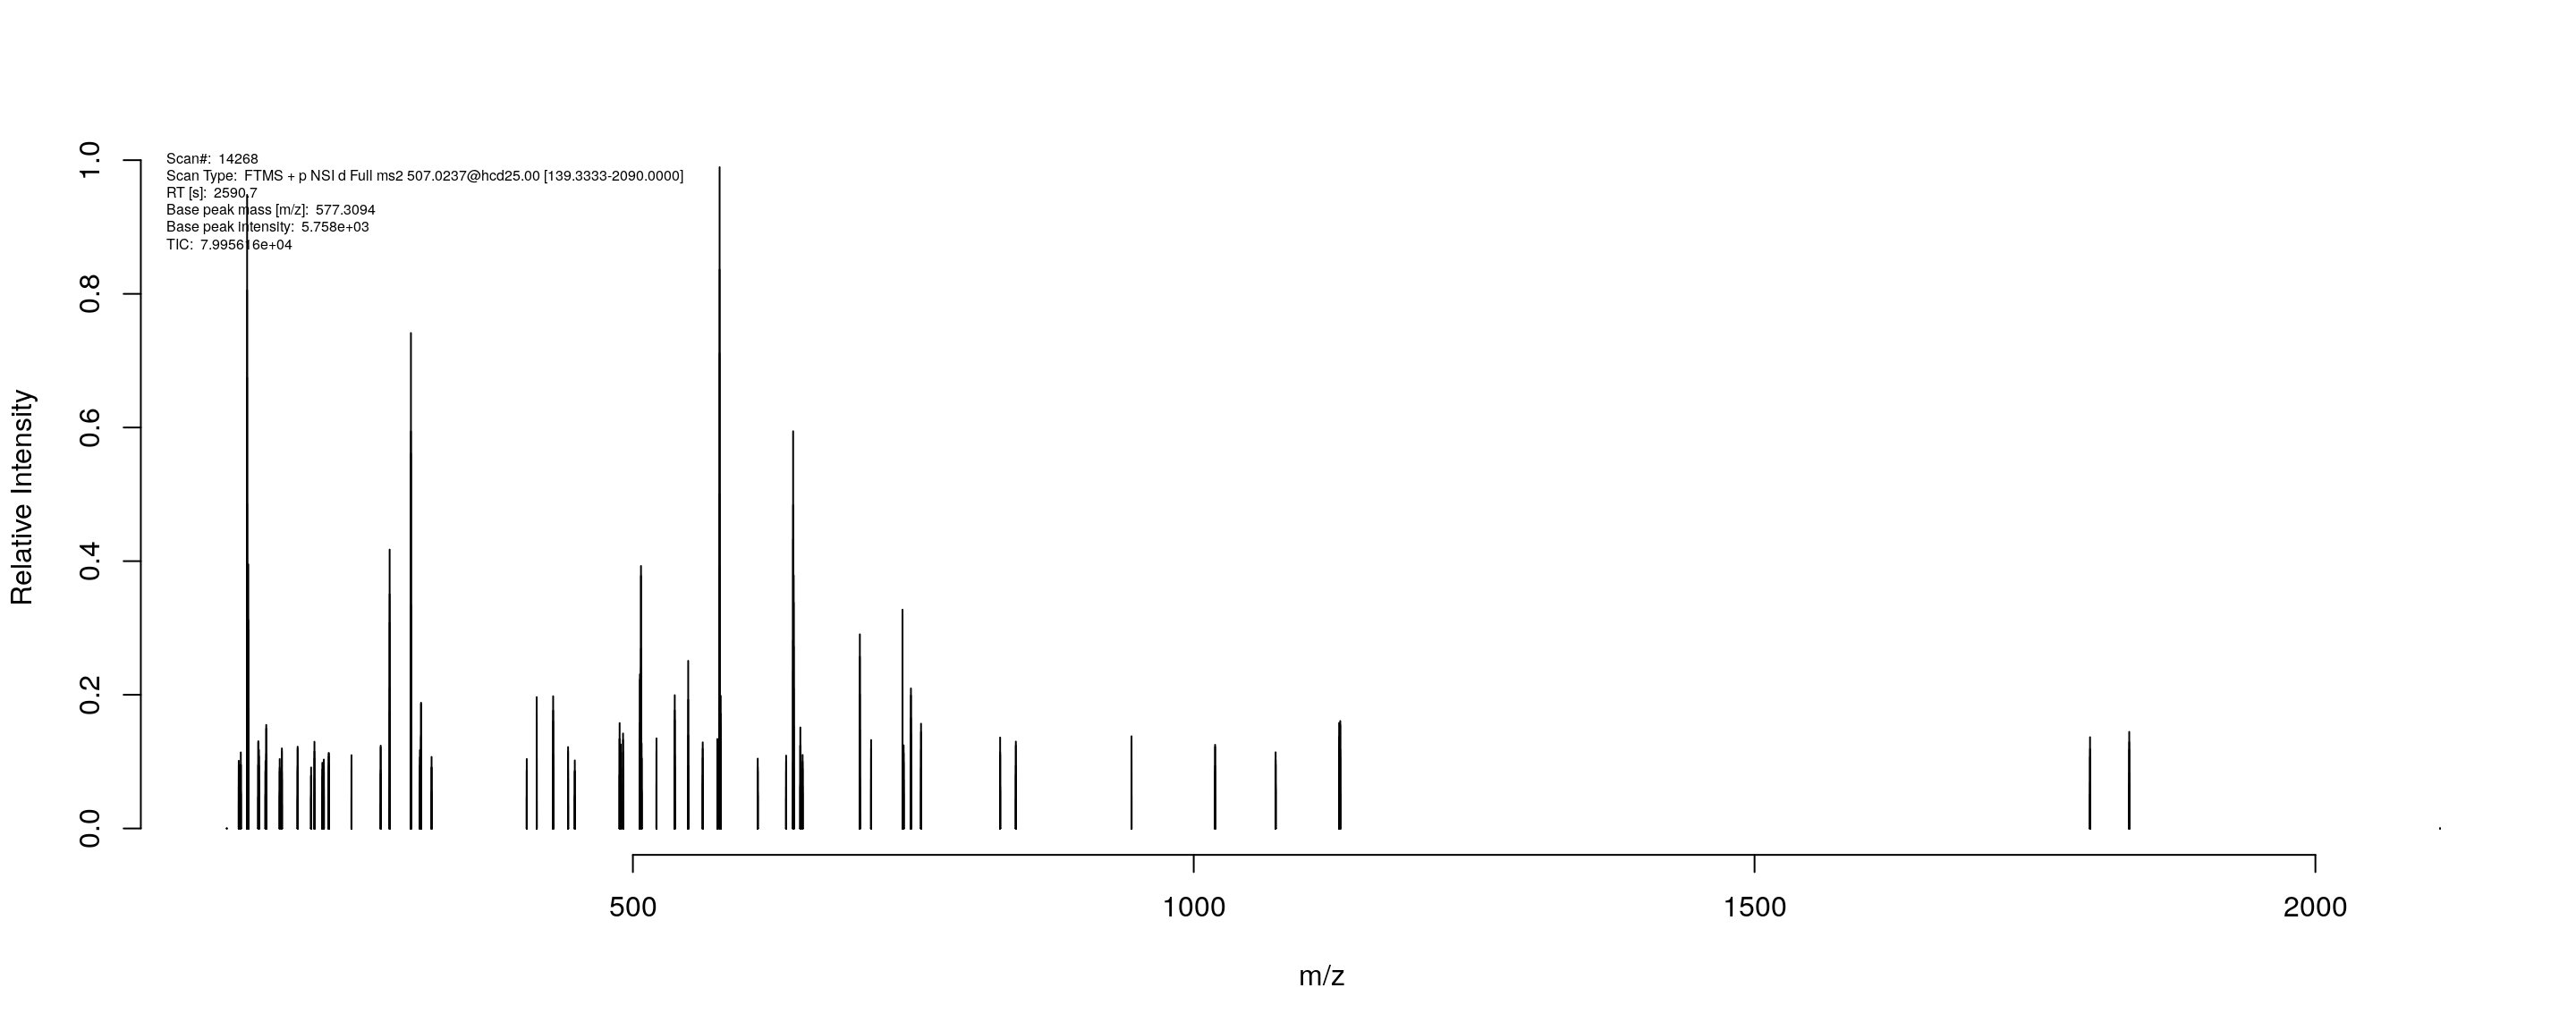 Scan#: 14268
Scan Type: FTMS + p NSI d Full ms2 507.0237@hcd25.00 [139.3333-2090.0000]
RT [s]: 2590.7
Base peak mass [m/z]: 577.3094
Base peak intensity: 5.758e+03
TIC: 7.995616e+04
1.0
0.8
0.6
0.4
0.2
0.0
Relative Intensity
500 1000 1500 2000
m/z